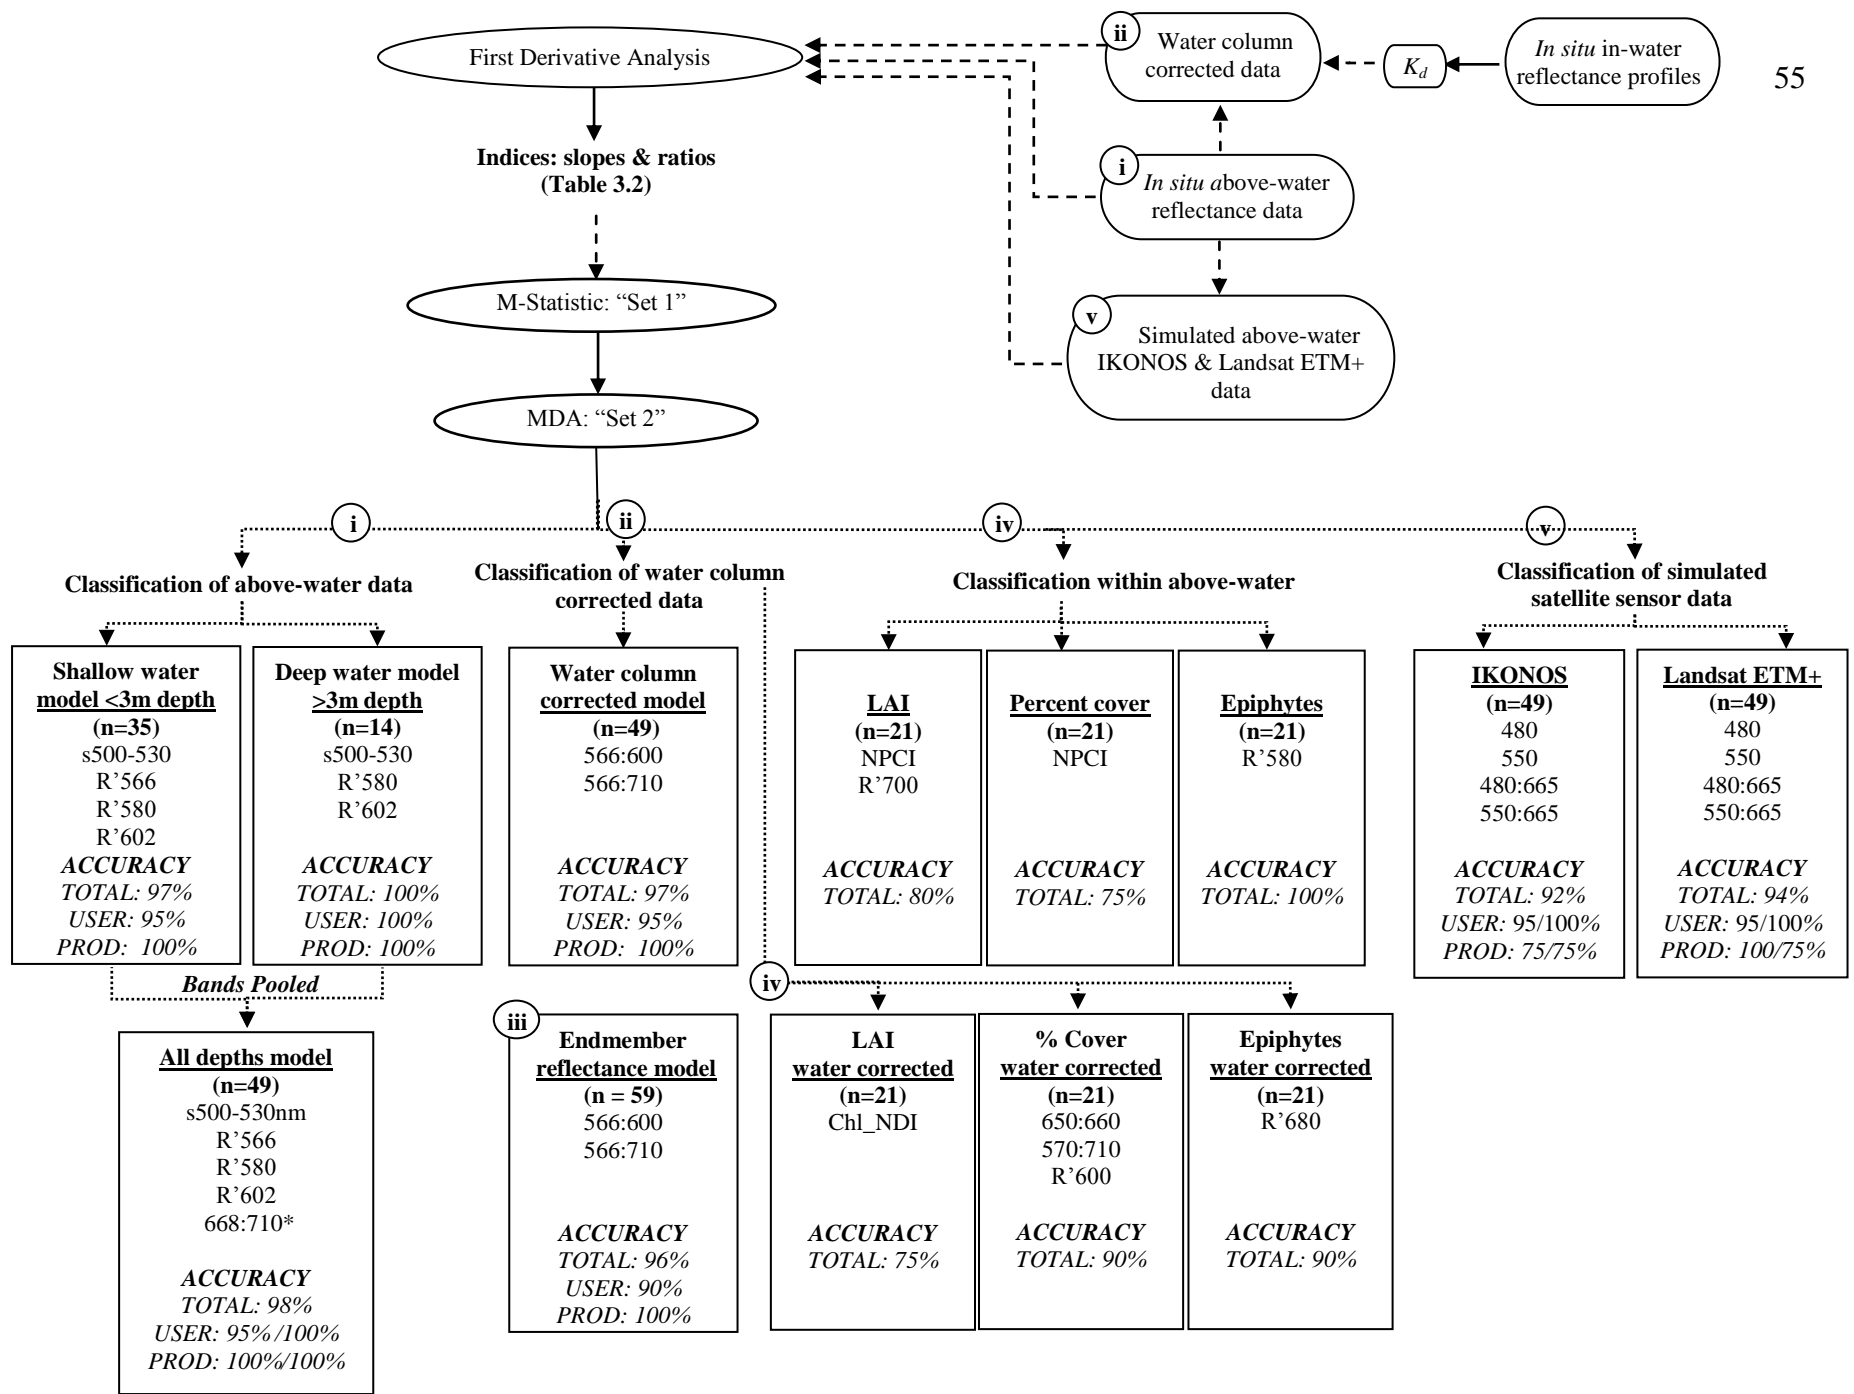 55
First Derivative Analysis
ii
Water column
corrected data
K_d
In situ in-water
reflectance profiles
Indices: slopes & ratios
(Table 3.2)
i
In situ above-water
reflectance data
M-Statistic: “Set 1”
v
Simulated above-water
IKONOS & Landsat ETM+
data
MDA: “Set 2”
i
ii
iv
v
Classification of above-water data
Classification of water column
corrected data
Classification within above-water
Classification of simulated
satellite sensor data
Shallow water
model <3m depth
(n=35)
s500-530
R’566
R’580
R’602
ACCURACY
TOTAL: 97%
USER: 95%
PROD: 100%
Deep water model
>3m depth
(n=14)
s500-530
R’580
R’602
ACCURACY
TOTAL: 100%
USER: 100%
PROD: 100%
Water column
corrected model
(n=49)
566:600
566:710
ACCURACY
TOTAL: 97%
USER: 95%
PROD: 100%
LAI
(n=21)
NPCI
R’700
ACCURACY
TOTAL: 80%
Percent cover
(n=21)
NPCI
ACCURACY
TOTAL: 75%
Epiphytes
(n=21)
R’580
ACCURACY
TOTAL: 100%
IKONOS
(n=49)
480
550
480:665
550:665
ACCURACY
TOTAL: 92%
USER: 95/100%
PROD: 75/75%
Landsat ETM+
(n=49)
480
550
480:665
550:665
ACCURACY
TOTAL: 94%
USER: 95/100%
PROD: 100/75%
Bands Pooled
All depths model
(n=49)
s500-530nm
R’566
R’580
R’602
668:710*
ACCURACY
TOTAL: 98%
USER: 95%/100%
PROD: 100%/100%
iii
Endmember
reflectance model
(n = 59)
566:600
566:710
ACCURACY
TOTAL: 96%
USER: 90%
PROD: 100%
iv
LAI
water corrected
(n=21)
Chl_NDI
ACCURACY
TOTAL: 75%
% Cover
water corrected
(n=21)
650:660
570:710
R’600
ACCURACY
TOTAL: 90%
Epiphytes
water corrected
(n=21)
R’680
ACCURACY
TOTAL: 90%